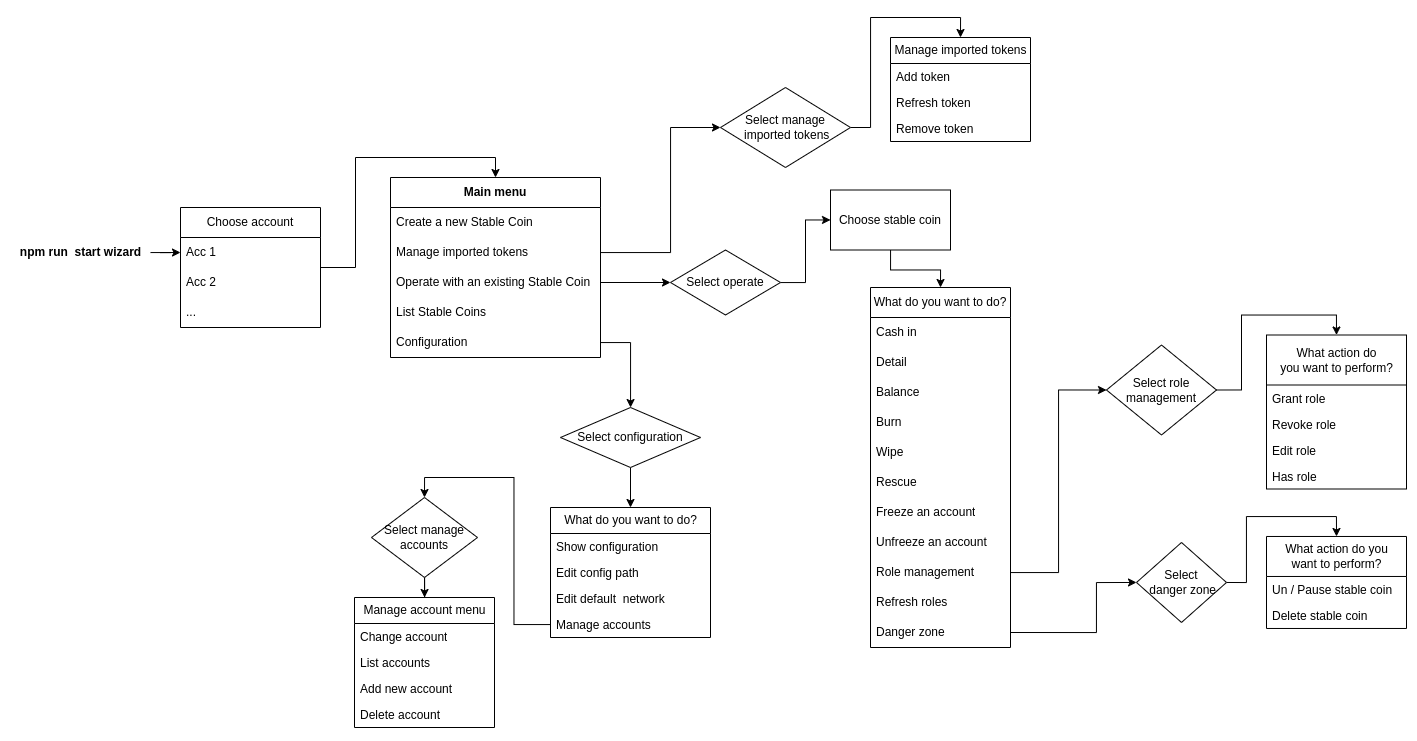 npm run  start wizard
Choose account
Acc 1
Acc 2
...
Main menu
Create a new Stable Coin
Manage imported tokens
Operate with an existing Stable Coin
List Stable Coins
Configuration
Select manage
imported tokens
Manage imported tokens
Add token
Refresh token
Remove token
Select operate
Choose stable coin
What do you want to do?
Cash in
Detail
Balance
Burn
Wipe
Rescue
Freeze an account
Unfreeze an account
Role management
Refresh roles
Danger zone
Select role
management
What action do
you want to perform?
Grant role
Revoke role
Edit role
Has role
Select
danger zone
What action do you
want to perform?
Un / Pause stable coin
Delete stable coin
Select configuration
What do you want to do?
Show configuration
Edit config path
Edit default  network
Manage accounts
Select manage
accounts
Manage account menu
Change account
List accounts
Add new account
Delete account